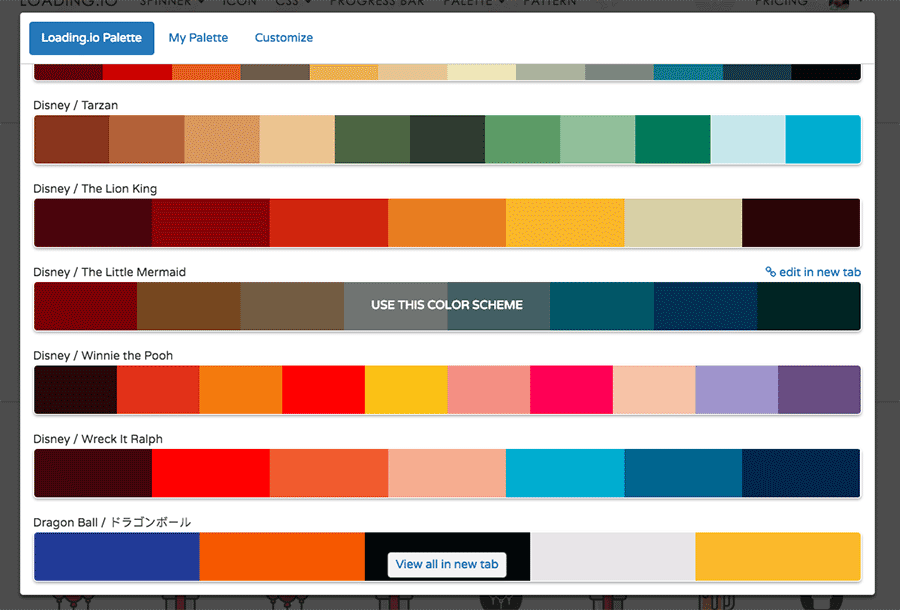 LOADING.IO SPINNER ICON CSS PROGRESS BAR PALETTE PATTERN PRICING
Loading.io Palette My Palette Customize
Disney / Tarzan
Disney / The Lion King
Disney / The Little Mermaid edit in new tab
USE THIS COLOR SCHEME
Disney / Winnie the Pooh
Disney / Wreck It Ralph
Dragon Ball / ドラゴンボール
View all in new tab